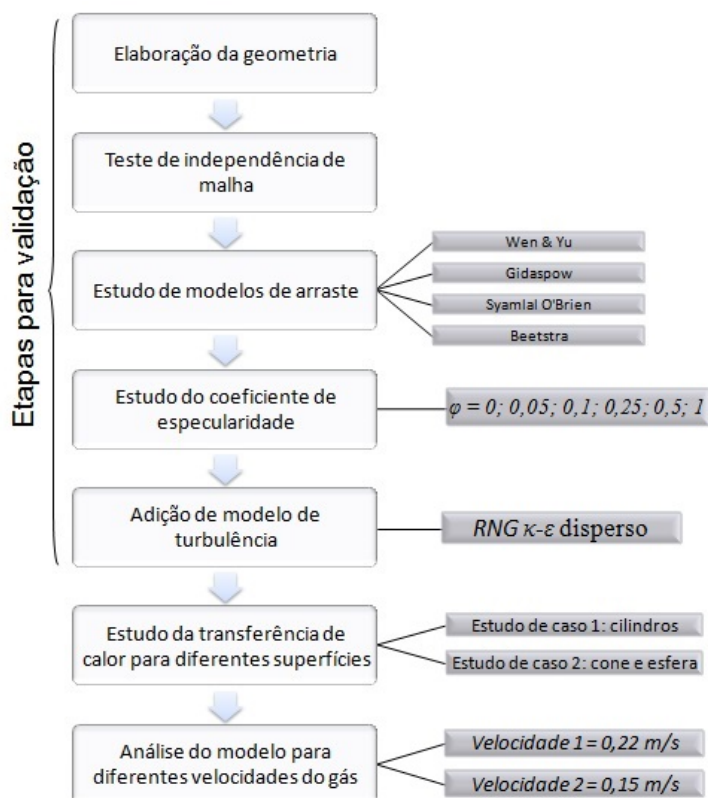 Etapas para validação
Elaboração da geometria
Teste de independência de
malha
Estudo de modelos de arraste
Wen & Yu
Gidaspow
Syamlal O'Brien
Beetstra
Estudo do coeficiente de
especularidade
φ = 0; 0,05; 0,1; 0,25; 0,5; 1
Adição de modelo de
turbulência
RNG κ-ε disperso
Estudo da transferência de
calor para diferentes superfícies
Estudo de caso 1: cilindros
Estudo de caso 2: cone e esfera
Análise do modelo para
diferentes velocidades do gás
Velocidade 1 = 0,22 m/s
Velocidade 2 = 0,15 m/s